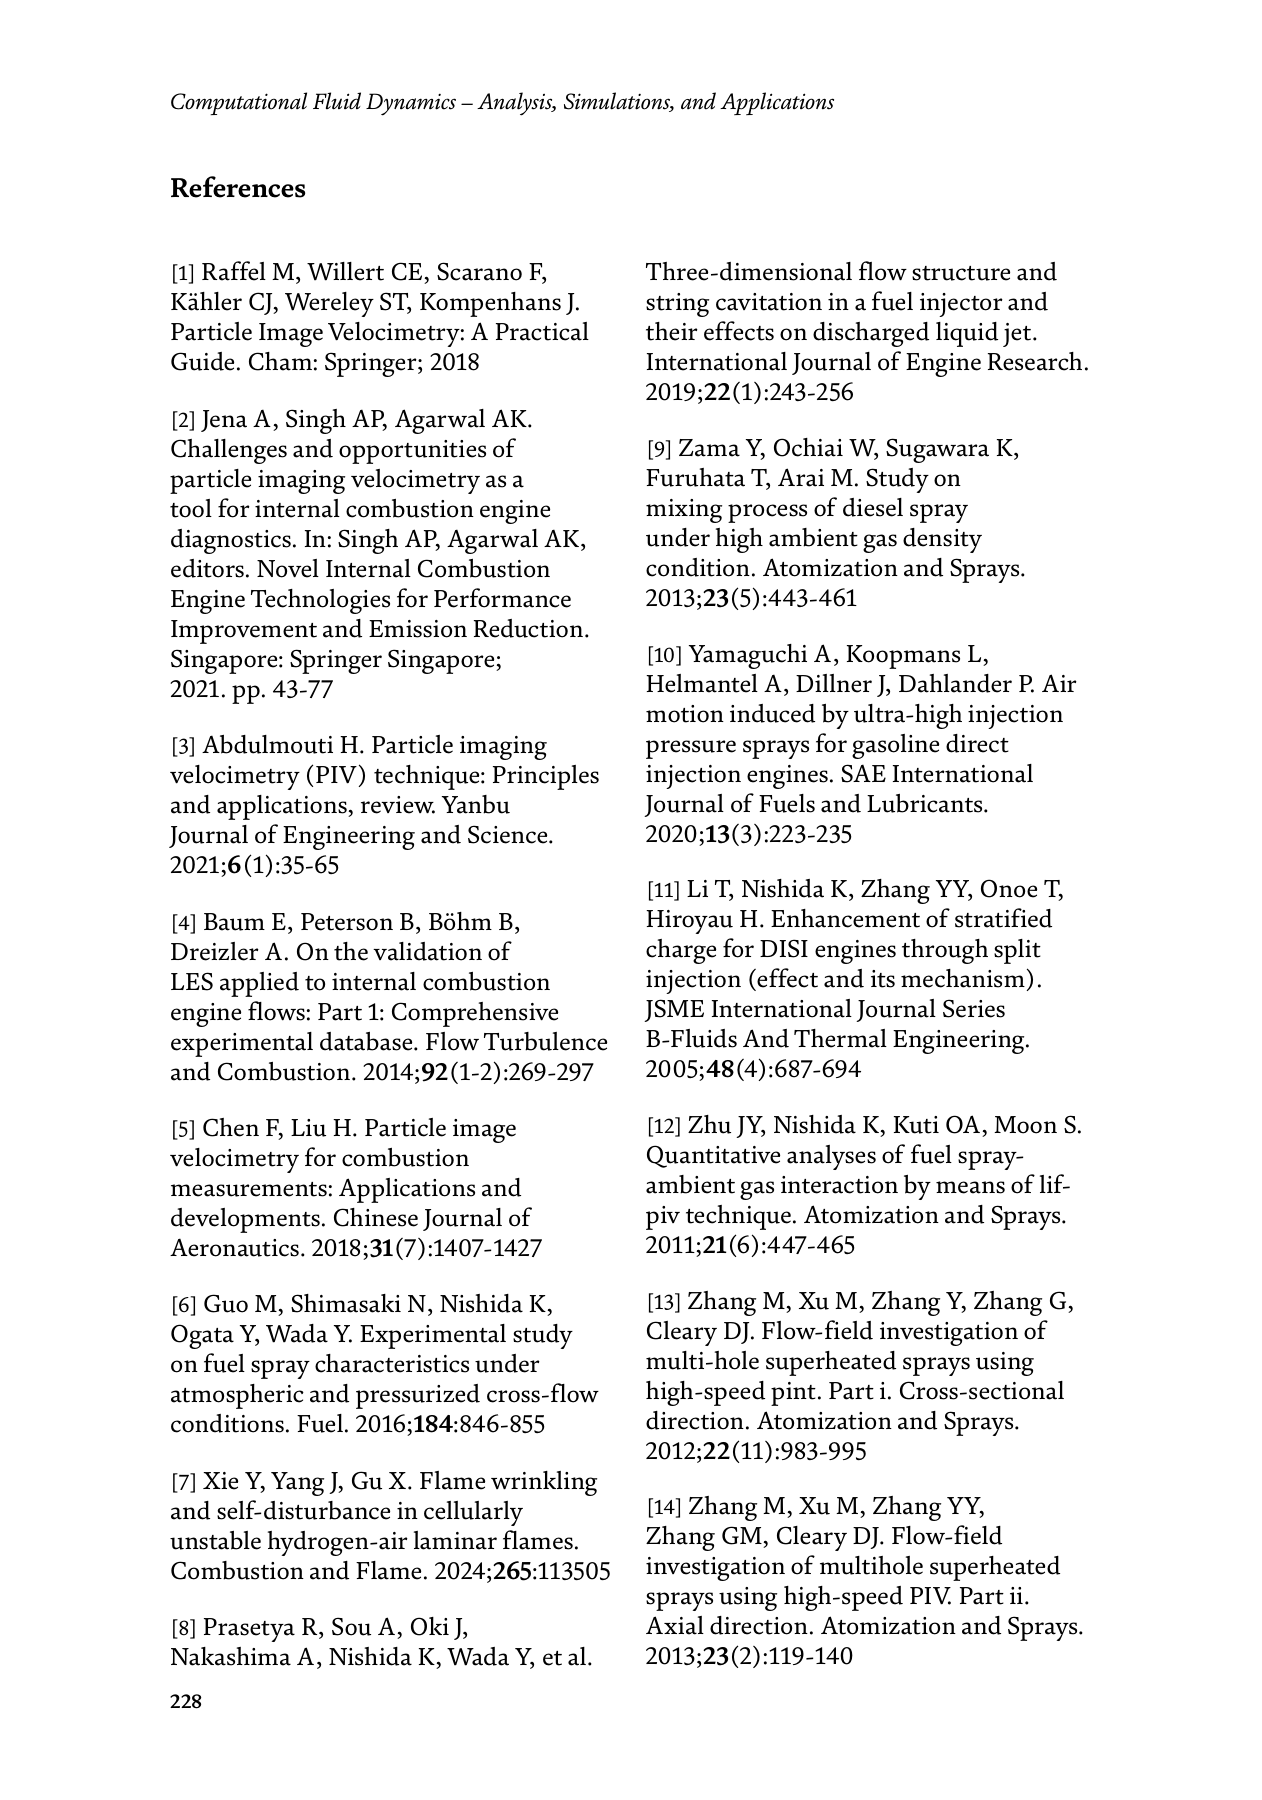 Computational Fluid Dynamics – Analysis, Simulations, and Applications
References
[1] Raffel M, Willert CE, Scarano F,
Kähler CJ, Wereley ST, Kompenhans J.
Particle Image Velocimetry: A Practical
Guide. Cham: Springer; 2018
[2] Jena A, Singh AP, Agarwal AK.
Challenges and opportunities of
particle imaging velocimetry as a
tool for internal combustion engine
diagnostics. In: Singh AP, Agarwal AK,
editors. Novel Internal Combustion
Engine Technologies for Performance
Improvement and Emission Reduction.
Singapore: Springer Singapore;
2021. pp. 43-77
[3] Abdulmouti H. Particle imaging
velocimetry (PIV) technique: Principles
and applications, review. Yanbu
Journal of Engineering and Science.
2021;6(1):35-65
[4] Baum E, Peterson B, Böhm B,
Dreizler A. On the validation of
LES applied to internal combustion
engine flows: Part 1: Comprehensive
experimental database. Flow Turbulence
and Combustion. 2014;92(1-2):269-297
[5] Chen F, Liu H. Particle image
velocimetry for combustion
measurements: Applications and
developments. Chinese Journal of
Aeronautics. 2018;31(7):1407-1427
[6] Guo M, Shimasaki N, Nishida K,
Ogata Y, Wada Y. Experimental study
on fuel spray characteristics under
atmospheric and pressurized cross-flow
conditions. Fuel. 2016;184:846-855
[7] Xie Y, Yang J, Gu X. Flame wrinkling
and self-disturbance in cellularly
unstable hydrogen-air laminar flames.
Combustion and Flame. 2024;265:113505
[8] Prasetya R, Sou A, Oki J,
Nakashima A, Nishida K, Wada Y, et al.
Three-dimensional flow structure and
string cavitation in a fuel injector and
their effects on discharged liquid jet.
International Journal of Engine Research.
2019;22(1):243-256
[9] Zama Y, Ochiai W, Sugawara K,
Furuhata T, Arai M. Study on
mixing process of diesel spray
under high ambient gas density
condition. Atomization and Sprays.
2013;23(5):443-461
[10] Yamaguchi A, Koopmans L,
Helmantel A, Dillner J, Dahlander P. Air
motion induced by ultra-high injection
pressure sprays for gasoline direct
injection engines. SAE International
Journal of Fuels and Lubricants.
2020;13(3):223-235
[11] Li T, Nishida K, Zhang YY, Onoe T,
Hiroyau H. Enhancement of stratified
charge for DISI engines through split
injection (effect and its mechanism).
JSME International Journal Series
B-Fluids And Thermal Engineering.
2005;48(4):687-694
[12] Zhu JY, Nishida K, Kuti OA, Moon S.
Quantitative analyses of fuel spray-
ambient gas interaction by means of lif-
piv technique. Atomization and Sprays.
2011;21(6):447-465
[13] Zhang M, Xu M, Zhang Y, Zhang G,
Cleary DJ. Flow-field investigation of
multi-hole superheated sprays using
high-speed pint. Part i. Cross-sectional
direction. Atomization and Sprays.
2012;22(11):983-995
[14] Zhang M, Xu M, Zhang YY,
Zhang GM, Cleary DJ. Flow-field
investigation of multihole superheated
sprays using high-speed PIV. Part ii.
Axial direction. Atomization and Sprays.
2013;23(2):119-140
228